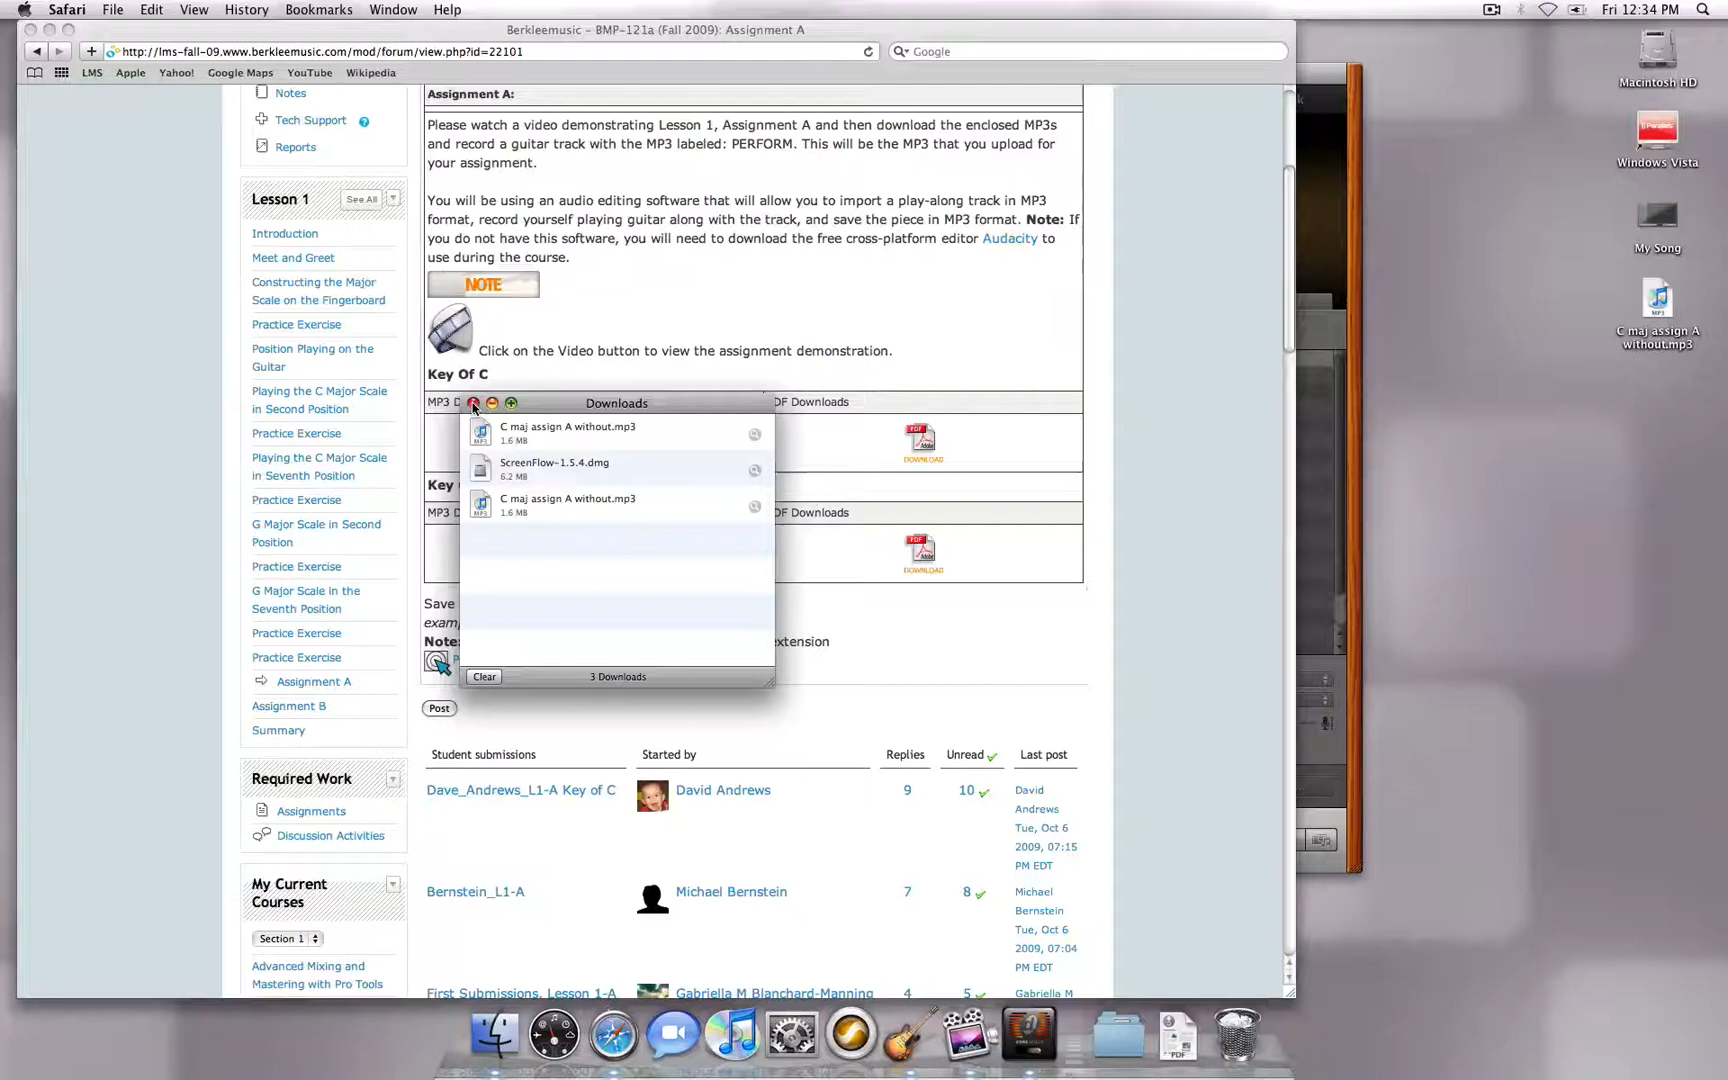 Safari File Edit View History Bookmarks Window Help
Fri 12:34 PM
Berkleemusic – BMP-121a (Fall 2009): Assignment A
http://lms-fall-09.www.berkleemusic.com/mod/forum/view.php?id=22101
Google
LMS Apple Yahoo! Google Maps YouTube Wikipedia
Notes
Tech Support
Reports
Lesson 1
See All
Introduction
Meet and Greet
Constructing the Major
Scale on the Fingerboard
Practice Exercise
Position Playing on the
Guitar
Playing the C Major Scale
in Second Position
Practice Exercise
Playing the C Major Scale
in Seventh Position
Practice Exercise
G Major Scale in Second
Position
Practice Exercise
G Major Scale in the
Seventh Position
Practice Exercise
Practice Exercise
Assignment A
Assignment B
Summary
Required Work
Assignments
Discussion Activities
My Current
Courses
Section 1
Advanced Mixing and
Mastering with Pro Tools
Assignment A:
Please watch a video demonstrating Lesson 1, Assignment A and then download the enclosed MP3s
and record a guitar track with the MP3 labeled: PERFORM. This will be the MP3 that you upload for
your assignment.
You will be using an audio editing software that will allow you to import a play-along track in MP3
format, record yourself playing guitar along with the track, and save the piece in MP3 format. Note: If
you do not have this software, you will need to download the free cross-platform editor Audacity to
use during the course.
NOTE
Click on the Video button to view the assignment demonstration.
Key Of C
MP3 D
DF Downloads
PDF
Adobe
DOWNLOAD
Key
MP3 D
DF Downloads
PDF
Adobe
DOWNLOAD
Save
exam
Note:
extension
Downloads
C maj assign A without.mp3
1.6 MB
ScreenFlow-1.5.4.dmg
6.2 MB
C maj assign A without.mp3
1.6 MB
Clear
3 Downloads
Post
Student submissions Started by Replies Unread Last post
Dave_Andrews_L1-A Key of C David Andrews 9 10 David
Andrews
Tue, Oct 6
2009, 07:15
PM EDT
Bernstein_L1-A Michael Bernstein 7 8 Michael
Bernstein
Tue, Oct 6
2009, 07:04
PM EDT
First Submissions, Lesson 1-A Gabriella M Blanchard-Manning 4 5 Gabriella M
Macintosh HD
Windows Vista
My Song
MP3
C maj assign A
without.mp3
PDF